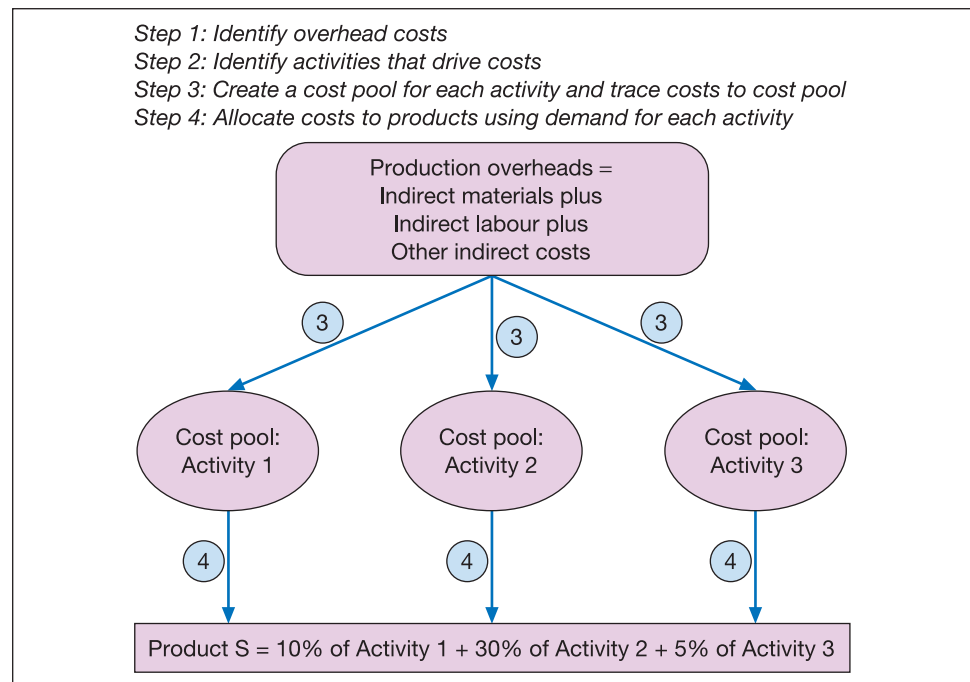 Step 1: Identify overhead costs
Step 2: Identify activities that drive costs
Step 3: Create a cost pool for each activity and trace costs to cost pool
Step 4: Allocate costs to products using demand for each activity
Production overheads =
Indirect materials plus
Indirect labour plus
Other indirect costs
3
3
3
Cost pool:
Activity 1
Cost pool:
Activity 2
Cost pool:
Activity 3
4
4
4
Product S = 10% of Activity 1 + 30% of Activity 2 + 5% of Activity 3